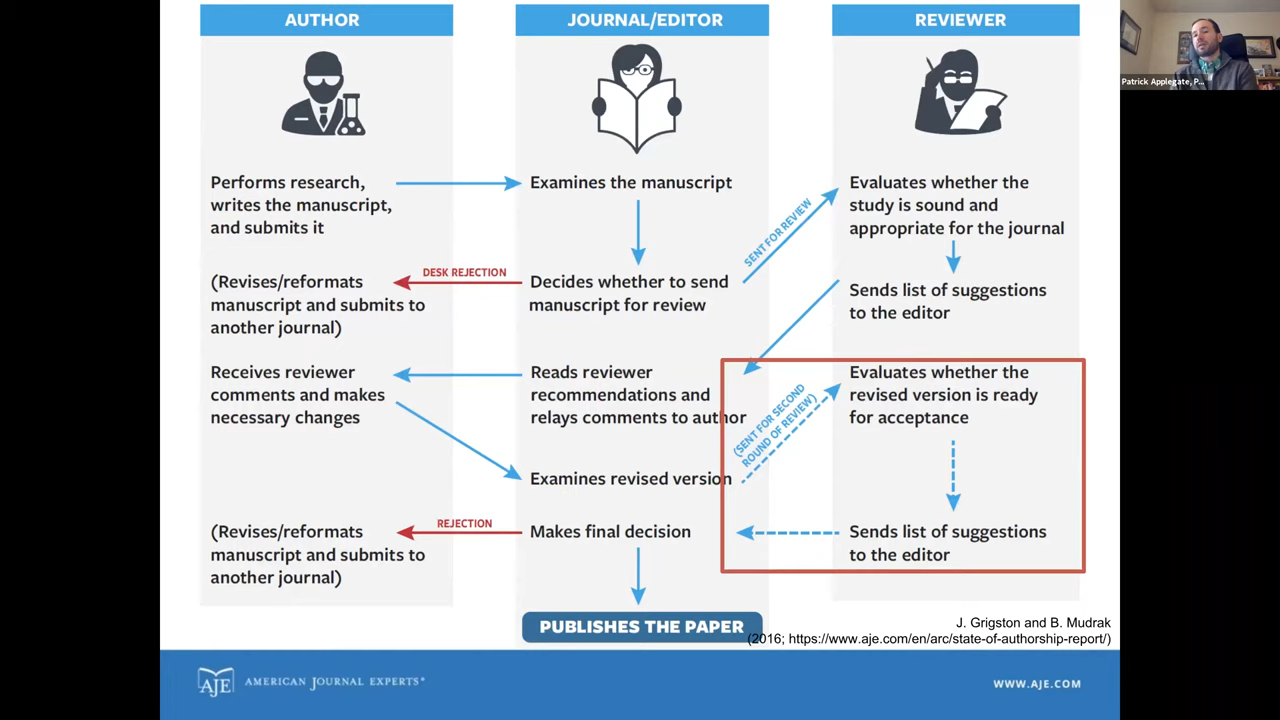 AUTHOR
Performs research,
writes the manuscript,
and submits it
(Revises/reformats
manuscript and submits to
another journal)
Receives reviewer
comments and makes
necessary changes
(Revises/reformats
manuscript and submits to
another journal)
DESK REJECTION
REJECTION
JOURNAL/EDITOR
Examines the manuscript
Decides whether to send
manuscript for review
Reads reviewer
recommendations and
relays comments to author
Examines revised version
Makes final decision
PUBLISHES THE PAPER
SENT FOR REVIEW
(SENT FOR SECOND
ROUND OF REVIEW)
REVIEWER
Evaluates whether the
study is sound and
appropriate for the journal
Sends list of suggestions
to the editor
Evaluates whether the
revised version is ready
for acceptance
Sends list of suggestions
to the editor
J. Grigston and B. Mudrak
(2016; https://www.aje.com/en/arc/state-of-authorship-report/)
AJE
AMERICAN JOURNAL EXPERTS
WWW.AJE.COM
Patrick Applegate, P...